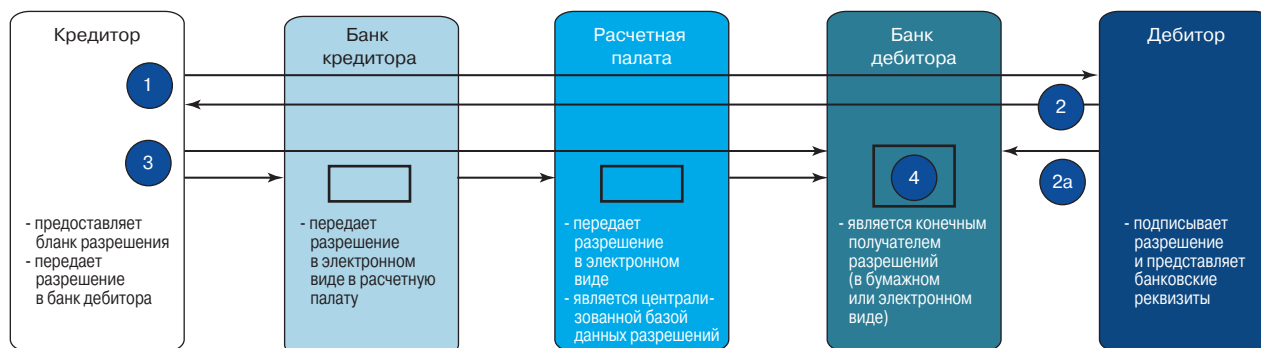 Кредитор
Банк
кредитора
Расчетная
палата
Банк
дебитора
Дебитор
1
2
3
4
2а
- предоставляет
бланк разрешения
- передает
разрешение
в банк дебитора
- передает
разрешение
в электронном
виде в расчетную
палату
- передает
разрешение
в электронном
виде
- является централи-
зованной базой
данных разрешений
- является конечным
получателем
разрешений
(в бумажном
или электронном
виде)
- подписывает
разрешение
и представляет
банковские
реквизиты